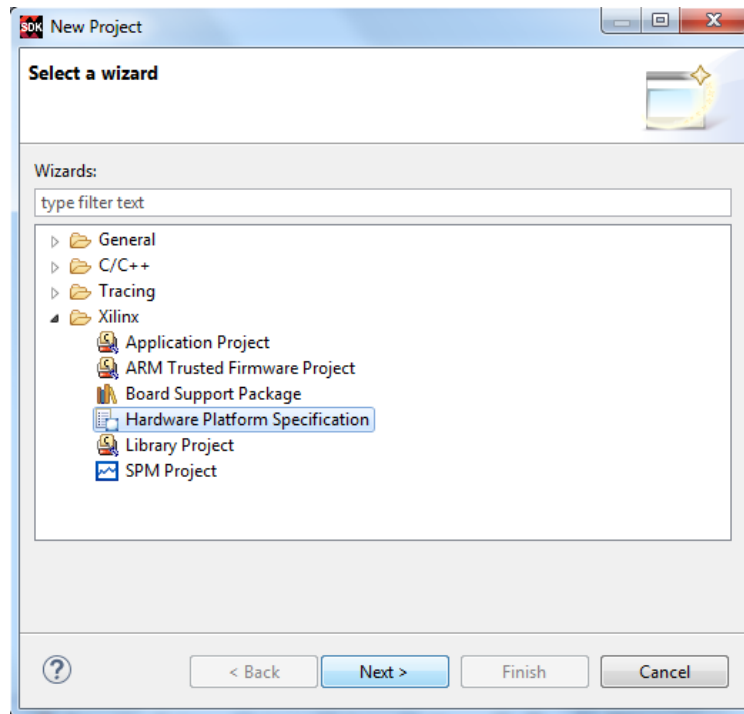 SDK New Project
Select a wizard
Wizards:
type filter text
General
C/C++
Tracing
Xilinx
Application Project
ARM Trusted Firmware Project
Board Support Package
Hardware Platform Specification
Library Project
SPM Project
? < Back Next > Finish Cancel